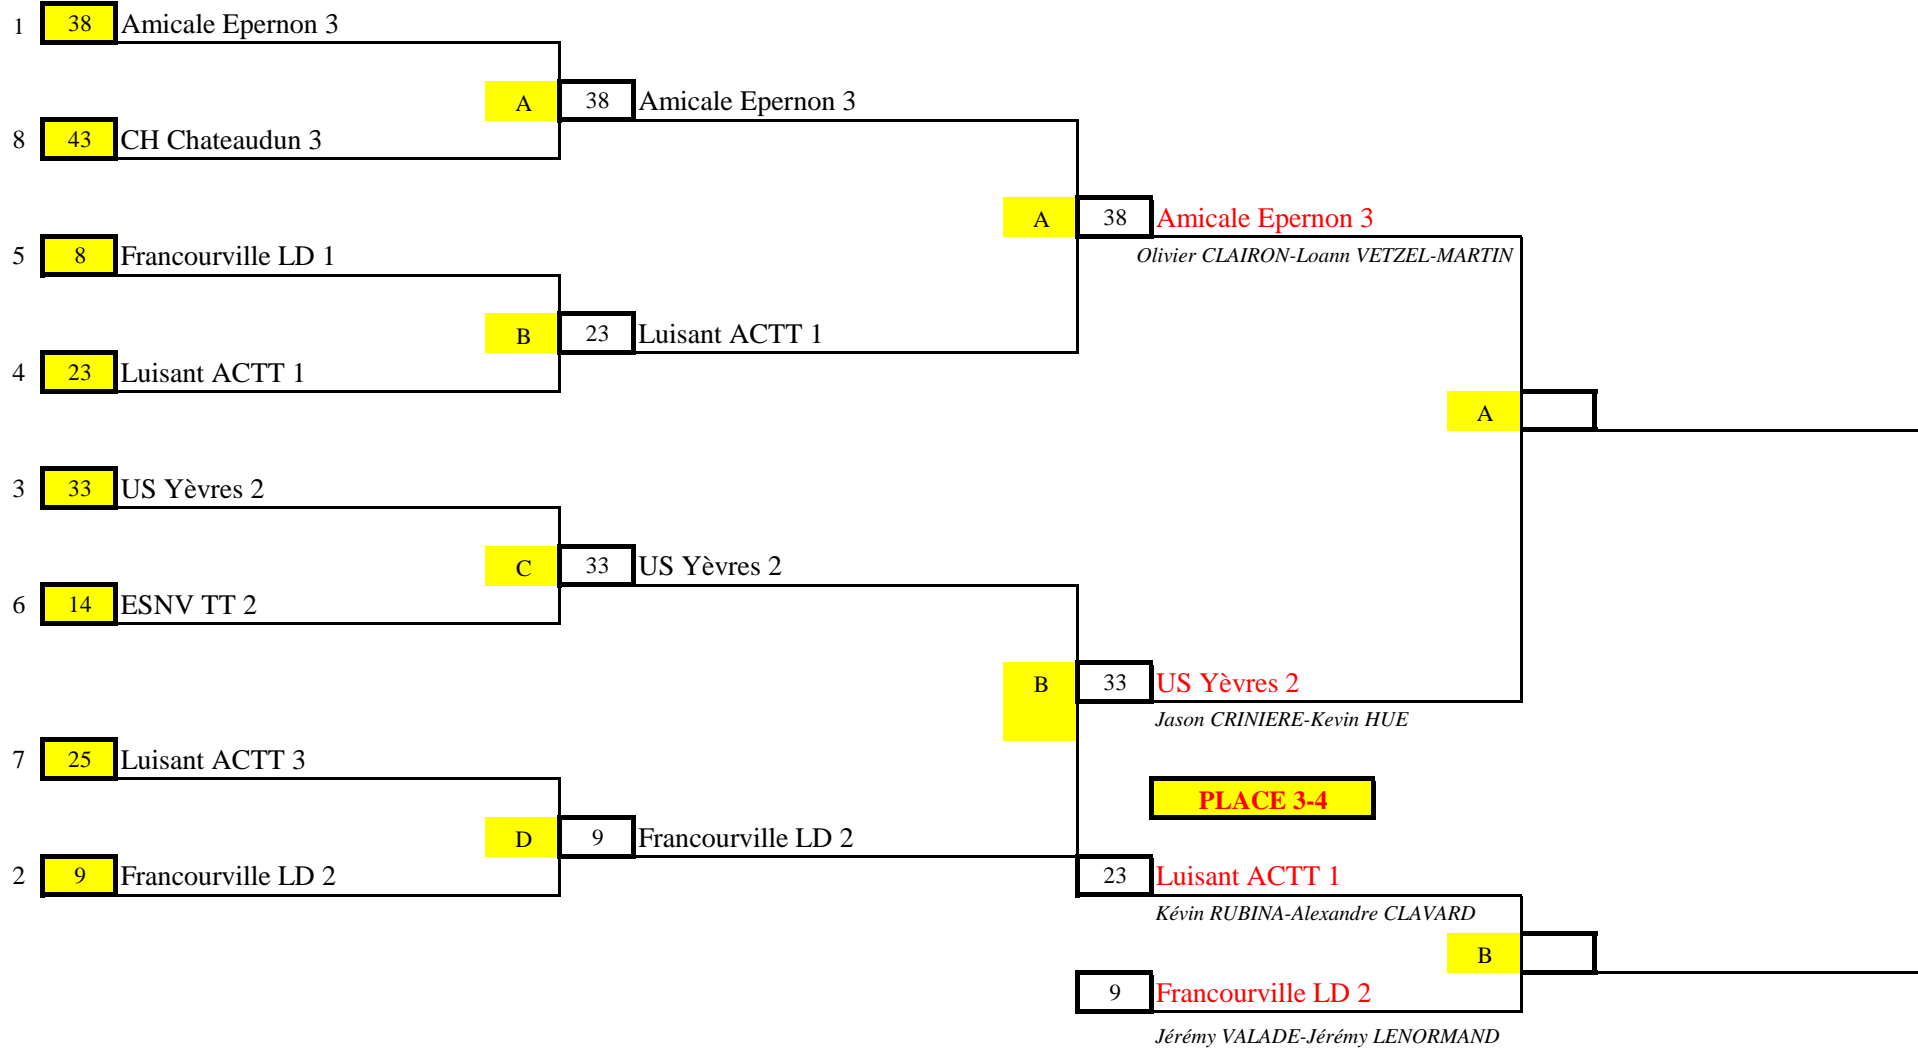 1 38 Amicale Epernon 3
A 38 Amicale Epernon 3
8 43 CH Chateaudun 3
A 38 Amicale Epernon 3
5 8 Francourville LD 1
Olivier CLAIRON-Loann VETZEL-MARTIN
B 23 Luisant ACTT 1
4 23 Luisant ACTT 1
A
3 33 US Yèvres 2
C 33 US Yèvres 2
6 14 ESNV TT 2
B 33 US Yèvres 2
Jason CRINIERE-Kevin HUE
7 25 Luisant ACTT 3
PLACE 3-4
D 9 Francourville LD 2
2 9 Francourville LD 2
23 Luisant ACTT 1
Kévin RUBINA-Alexandre CLAVARD
B
9 Francourville LD 2
Jérémy VALADE-Jérémy LENORMAND